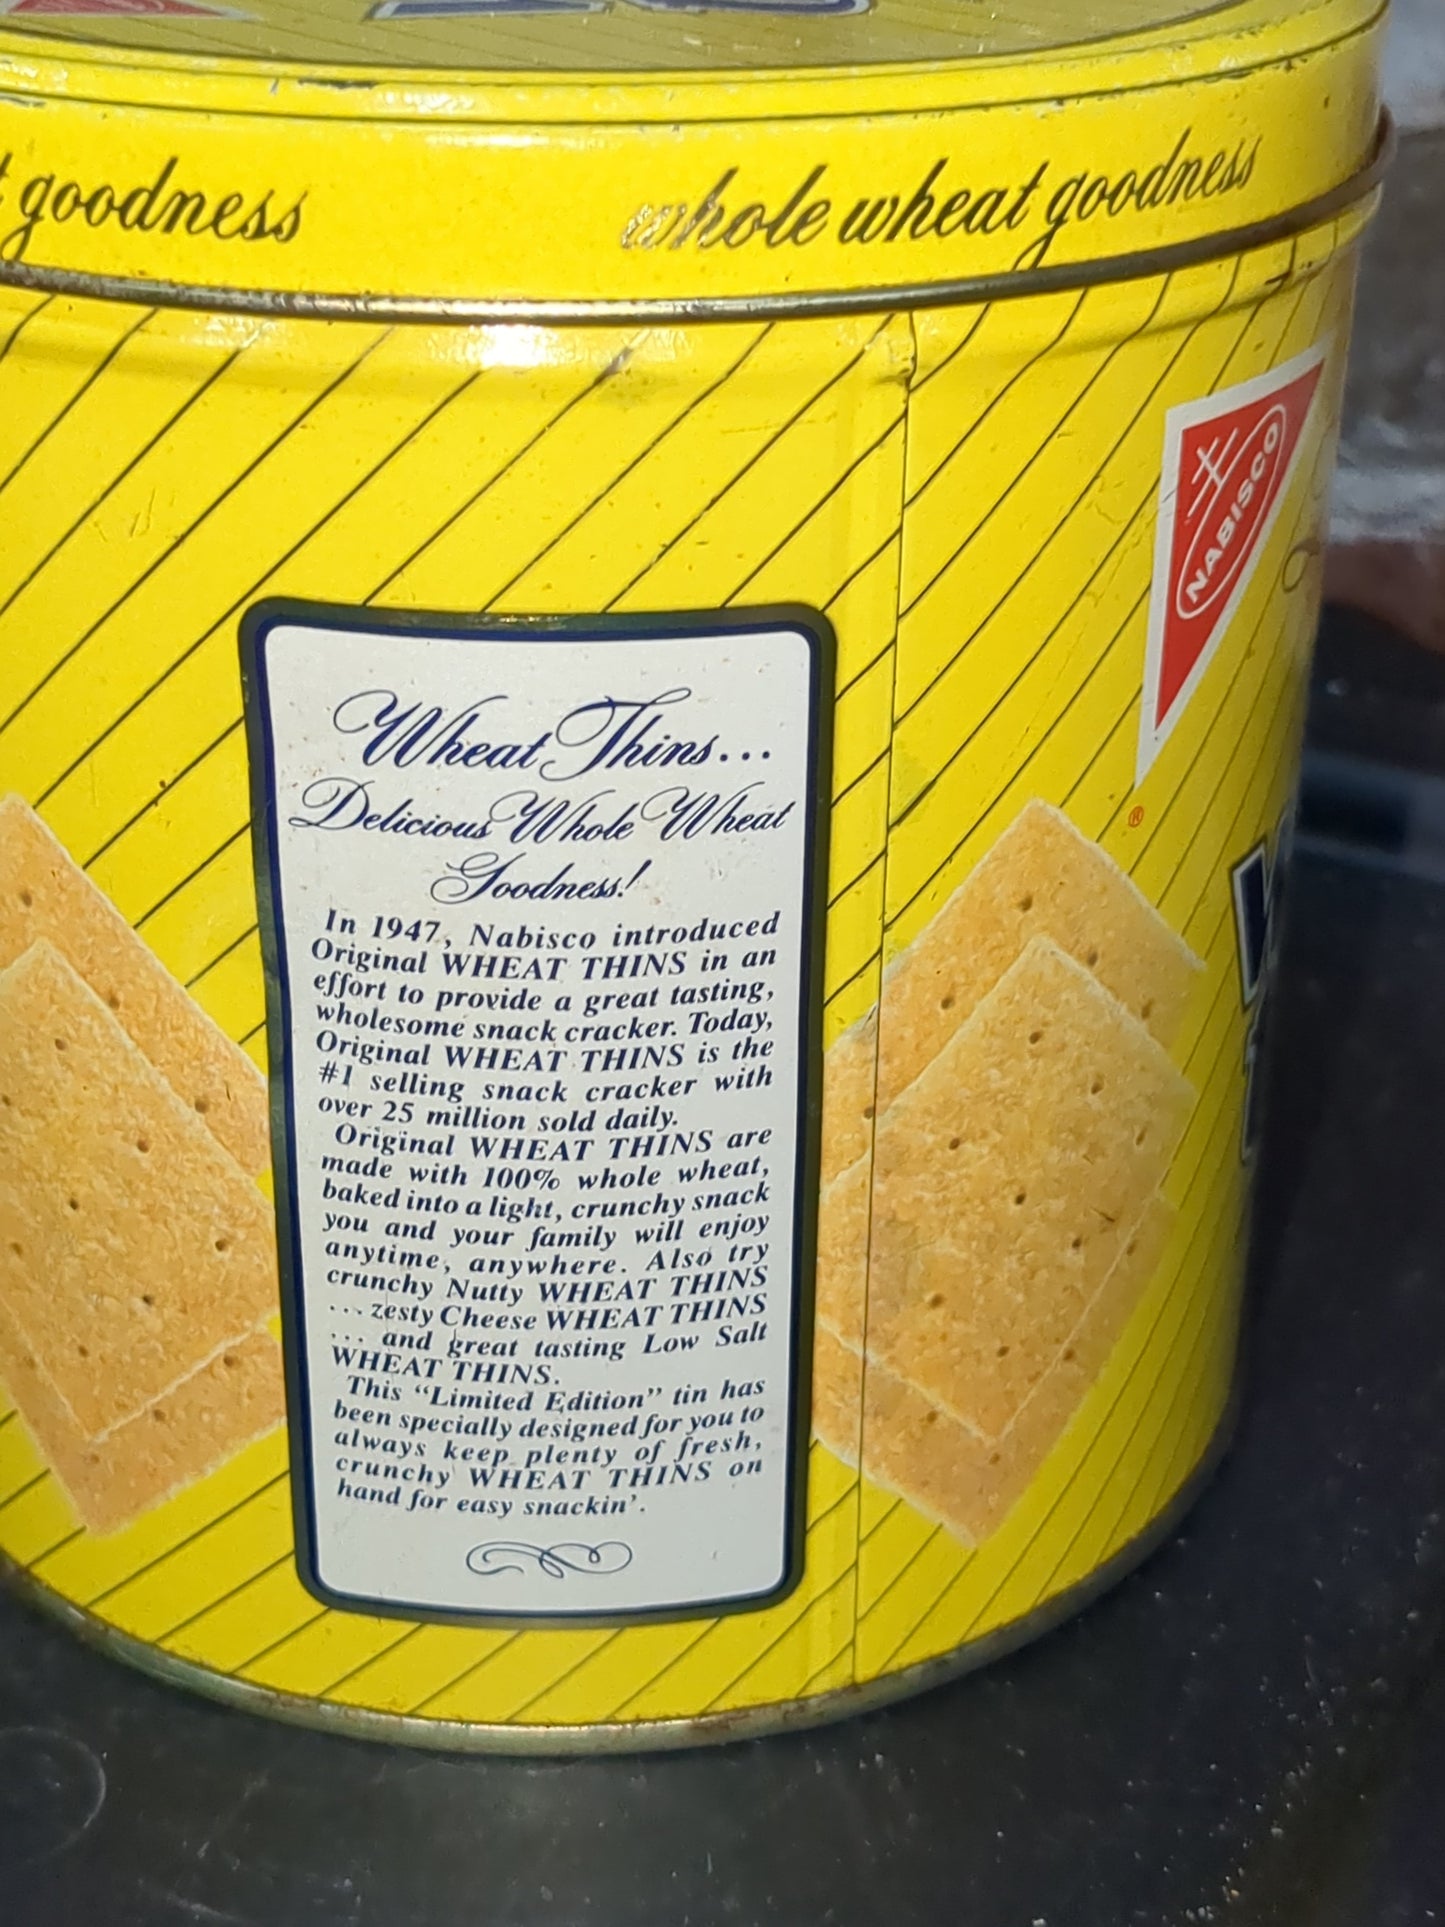 goodness
whole wheat goodness
NABISCO
®
Wheat Thins...
Delicious Whole Wheat
Goodness!
In 1947, Nabisco introduced
Original WHEAT THINS in an
effort to provide a great tasting,
wholesome snack cracker. Today,
Original WHEAT THINS is the
#1 selling snack cracker with
over 25 million sold daily.
Original WHEAT THINS are
made with 100% whole wheat,
baked into a light, crunchy snack
you and your family will enjoy
anytime, anywhere. Also try
crunchy Nutty WHEAT THINS
... zesty Cheese WHEAT THINS
... and great tasting Low Salt
WHEAT THINS.
This “Limited Edition” tin has
been specially designed for you to
always keep plenty of fresh,
crunchy WHEAT THINS on
hand for easy snackin’.